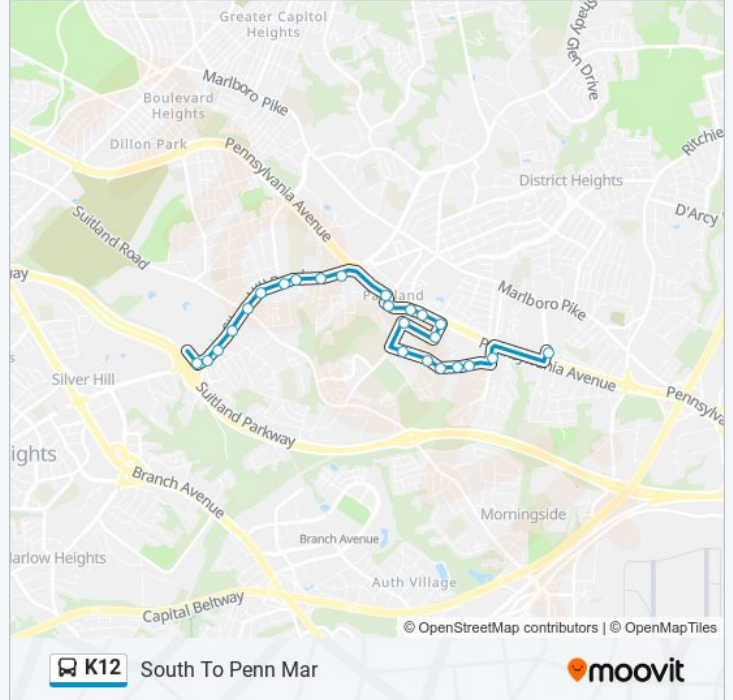 Greater Capitol
Heights
Shady Glen Drive
Marlboro Pike
Boulevard
Heights
Ritchie
Dillon Park
Pennsylvania Avenue
District Heights
D'Arcy
Suitland Road
way
Marlboro Pike
Pennsylvania Avenue
Silver Hill
Suitland Parkway
Pennsylva
ights
Branch Avenue
Morningside
Branch Avenue
arlow Heights
Auth Village
Capital Beltway
© OpenStreetMap contributors | © OpenMapTiles
K12 South To Penn Mar
moovit